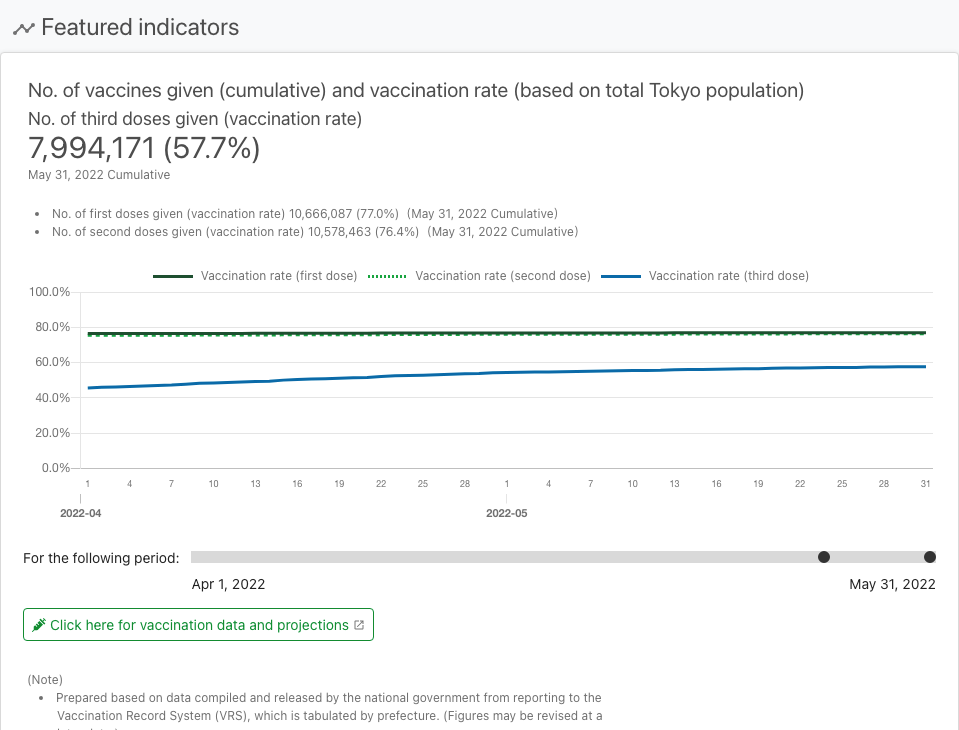 Featured indicators
No. of vaccines given (cumulative) and vaccination rate (based on total Tokyo population)
No. of third doses given (vaccination rate)
7,994,171 (57.7%)
May 31, 2022 Cumulative
• No. of first doses given (vaccination rate) 10,666,087 (77.0%) (May 31, 2022 Cumulative)
• No. of second doses given (vaccination rate) 10,578,463 (76.4%) (May 31, 2022 Cumulative)
Vaccination rate (first dose) Vaccination rate (second dose) Vaccination rate (third dose)
100.0%
80.0%
60.0%
40.0%
20.0%
0.0%
1 4 7 10 13 16 19 22 25 28 1 4 7 10 13 16 19 22 25 28 31
2022-04 2022-05
For the following period:
Apr 1, 2022 May 31, 2022
Click here for vaccination data and projections
(Note)
• Prepared based on data compiled and released by the national government from reporting to the
Vaccination Record System (VRS), which is tabulated by prefecture. (Figures may be revised at a